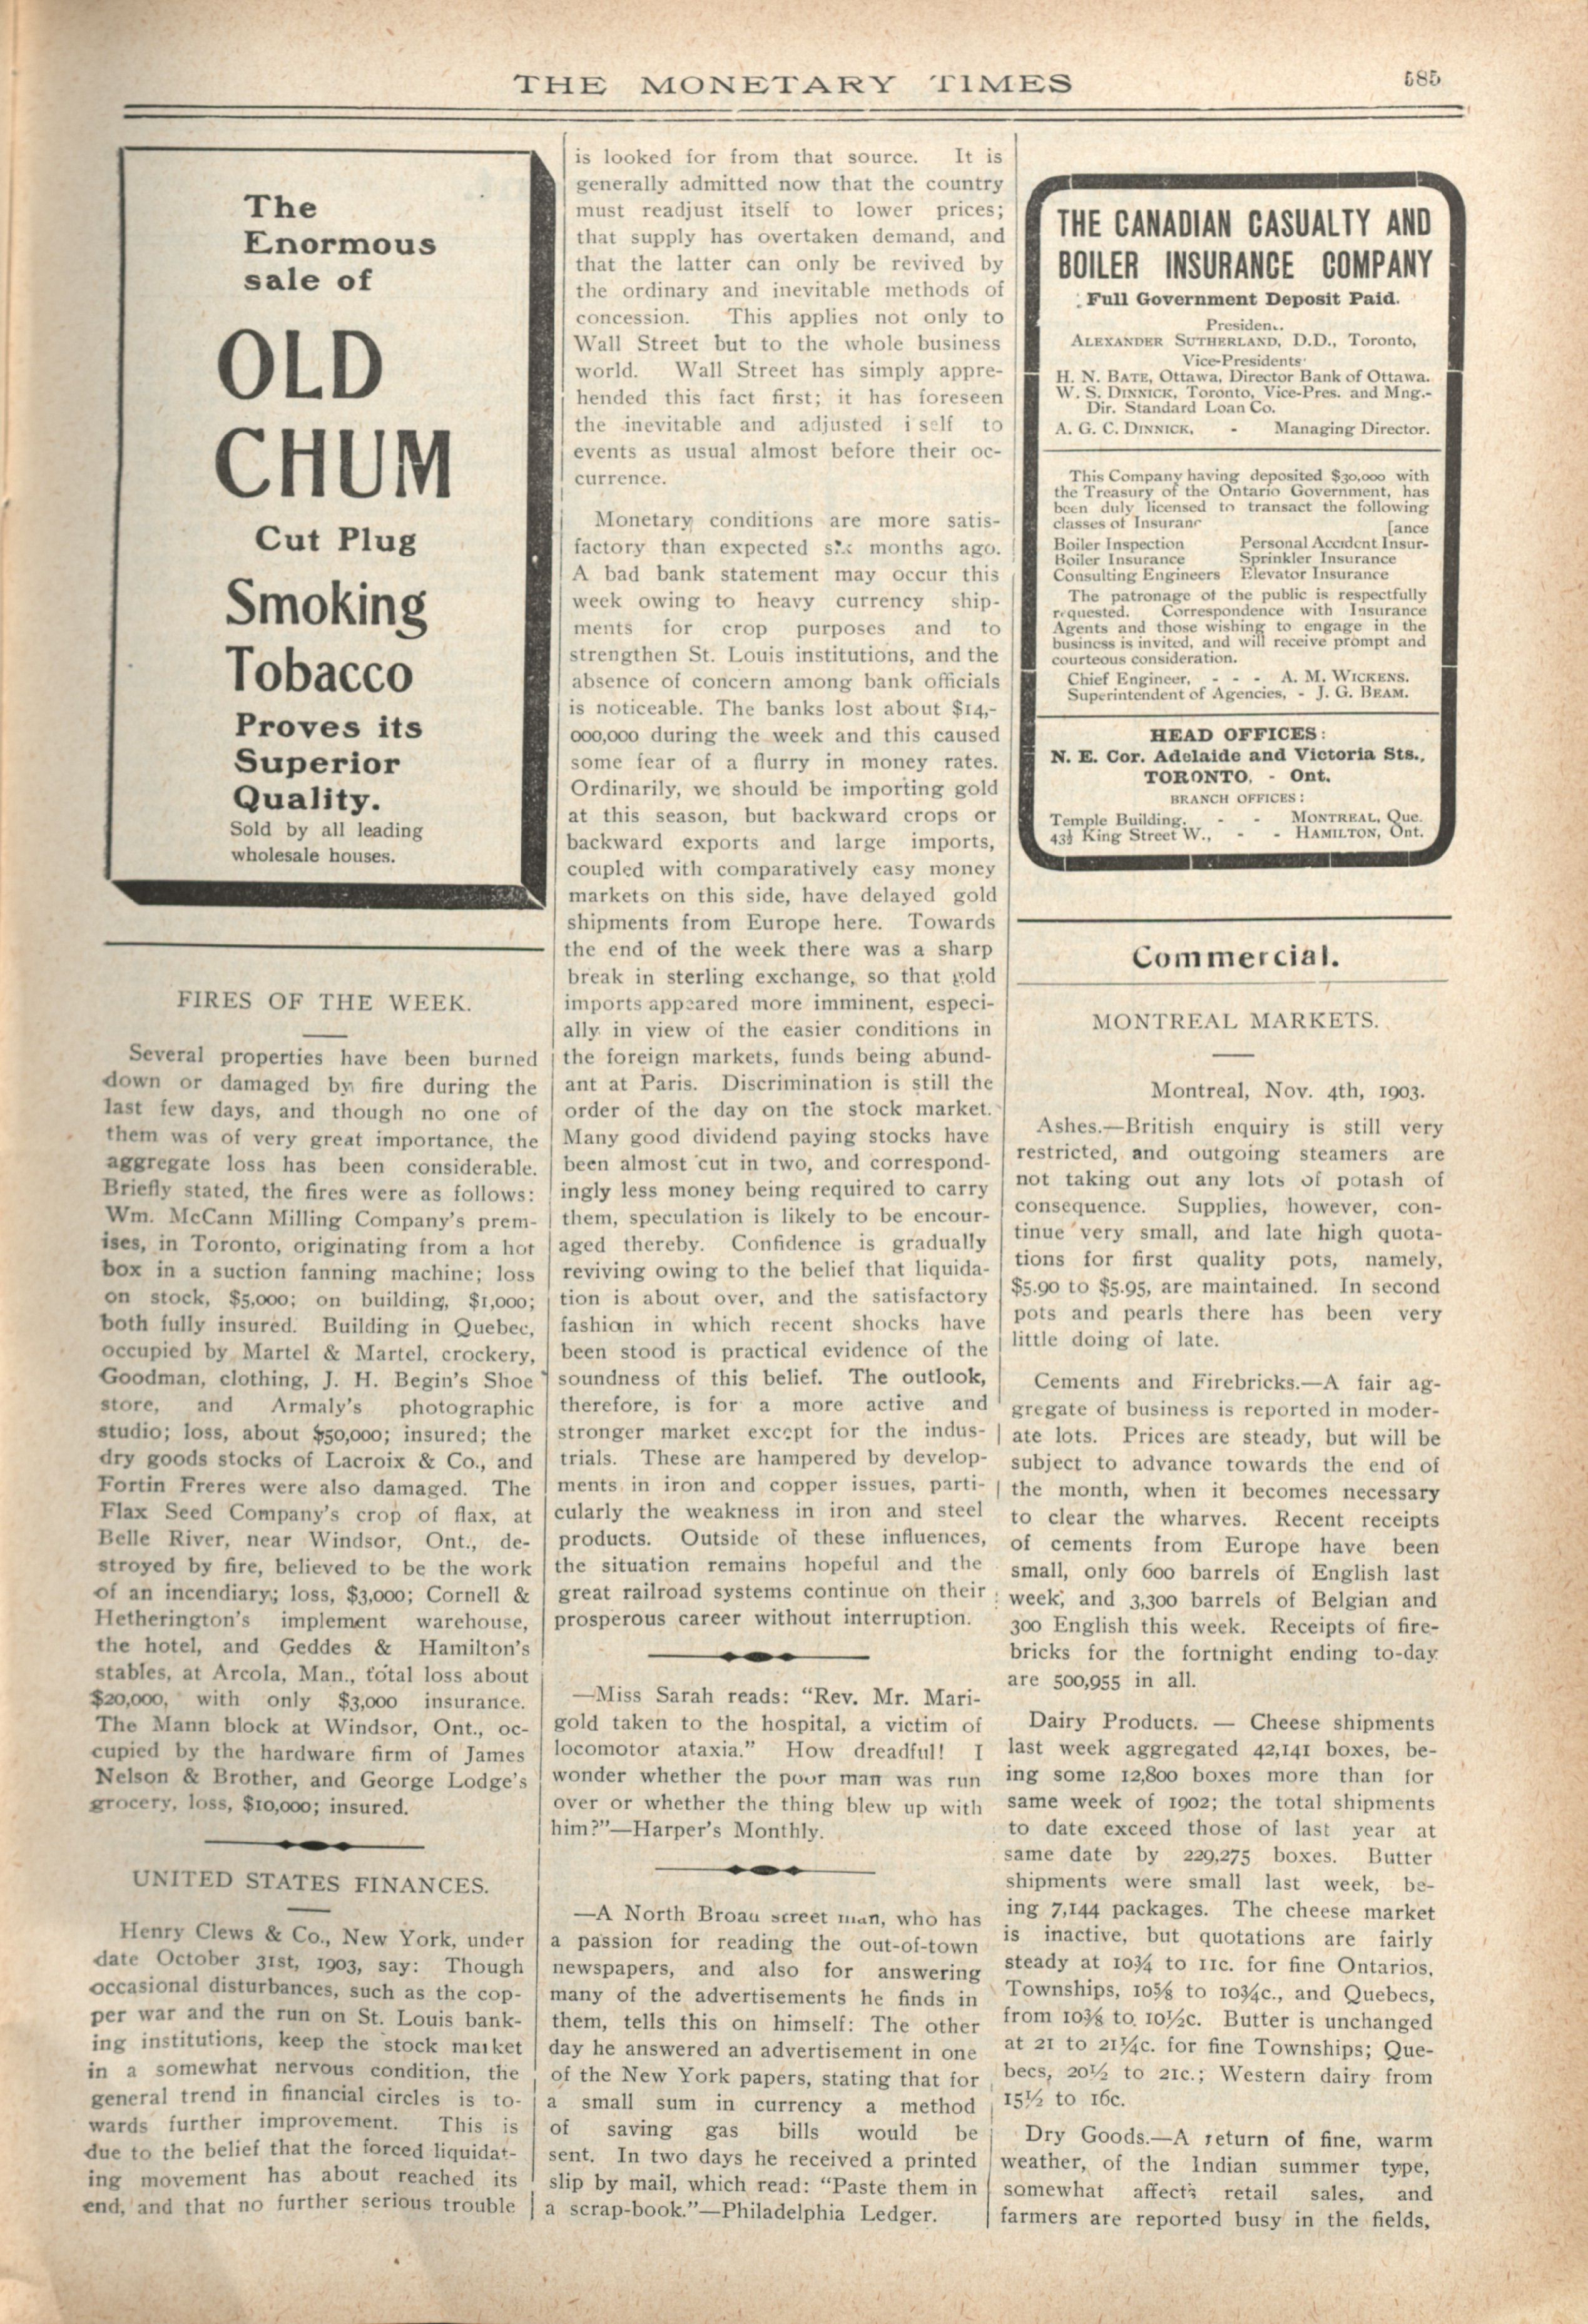 THE MONETARY TIMES
585
The
Enormous
sale of
OLD
CHUM
Cut Plug
Smoking
Tobacco
Proves its
Superior
Quality.
Sold by all leading
wholesale houses.
FIRES OF THE WEEK.
Several properties have been burned
down or damaged by fire during the
last few days, and though no one of
them was of very great importance, the
aggregate loss has been considerable.
Briefly stated, the fires were as follows:
Wm. McCann Milling Company's prem-
ises, in Toronto, originating from a hot
box in a suction fanning machine; loss
on stock, $5,000; on building, $1,000;
both fully insured. Building in Quebec,
occupied by Martel & Martel, crockery,
Goodman, clothing, J. H. Begin's Shoe
store, and Armaly's photographic
studio; loss, about $50,000; insured; the
dry goods stocks of Lacroix & Co., and
Fortin Freres were also damaged. The
Flax Seed Company's crop of flax, at
Belle River, near Windsor, Ont., de-
stroyed by fire, believed to be the work
of an incendiary; loss, $3,000; Cornell &
Hetherington's implement warehouse,
the hotel, and Geddes & Hamilton's
stables, at Arcola, Man., total loss about
$20,000, with only $3,000 insurance.
The Mann block at Windsor, Ont., oc-
cupied by the hardware firm of James
Nelson & Brother, and George Lodge's
grocery, loss, $10,000; insured.
UNITED STATES FINANCES.
Henry Clews & Co., New York, under
date October 31st, 1903, say: Though
occasional disturbances, such as the cop-
per war and the run on St. Louis bank-
ing institutions, keep the stock market
in a somewhat nervous condition, the
general trend in financial circles is to-
wards further improvement. This is
due to the belief that the forced liquidat-
ing movement has about reached its
end, and that no further serious trouble
is looked for from that source. It is
generally admitted now that the country
must readjust itself to lower prices;
that supply has overtaken demand, and
that the latter can only be revived by
the ordinary and inevitable methods of
concession. This applies not only to
Wall Street but to the whole business
world. Wall Street has simply appre-
hended this fact first; it has foreseen
the inevitable and adjusted i self to
events as usual almost before their oc-
currence.
Monetary conditions are more satis-
factory than expected six months ago.
A bad bank statement may occur this
week owing to heavy currency ship-
ments for crop purposes and to
strengthen St. Louis institutions, and the
absence of concern among bank officials
is noticeable. The banks lost about $14,-
000,000 during the week and this caused
some fear of a flurry in money rates.
Ordinarily, we should be importing gold
at this season, but backward crops or
backward exports and large imports,
coupled with comparatively easy money
markets on this side, have delayed gold
shipments from Europe here. Towards
the end of the week there was a sharp
break in sterling exchange, so that gold
imports appeared more imminent, especi-
ally in view of the easier conditions in
the foreign markets, funds being abund-
ant at Paris. Discrimination is still the
order of the day on the stock market.
Many good dividend paying stocks have
been almost cut in two, and correspond-
ingly less money being required to carry
them, speculation is likely to be encour-
aged thereby. Confidence is gradually
reviving owing to the belief that liquida-
tion is about over, and the satisfactory
fashion in which recent shocks have
been stood is practical evidence of the
soundness of this belief. The outlook,
therefore, is for a more active and
stronger market except for the indus-
trials. These are hampered by develop-
ments in iron and copper issues, parti-
cularly the weakness in iron and steel
products. Outside of these influences,
the situation remains hopeful and the
great railroad systems continue on their
prosperous career without interruption.
—Miss Sarah reads: "Rev. Mr. Mari-
gold taken to the hospital, a victim of
locomotor ataxia." How dreadful! I
wonder whether the poor man was run
over or whether the thing blew up with
him?"—Harper's Monthly.
—A North Broad street man, who has
a passion for reading the out-of-town
newspapers, and also for answering
many of the advertisements he finds in
them, tells this on himself: The other
day he answered an advertisement in one
of the New York papers, stating that for
a small sum in currency a method
of saving gas bills would be
sent. In two days he received a printed
slip by mail, which read: "Paste them in
a scrap-book."—Philadelphia Ledger.
THE CANADIAN CASUALTY AND
BOILER INSURANCE COMPANY
Full Government Deposit Paid.
President.
ALEXANDER SUTHERLAND, D.D., Toronto,
Vice-Presidents
H. N. BATE, Ottawa, Director Bank of Ottawa.
W. S. DINNICK, Toronto, Vice-Pres. and Mng.-
Dir. Standard Loan Co.
A. G. C. DINNICK, - Managing Director.
This Company having deposited $30,000 with
the Treasury of the Ontario Government, has
been duly licensed to transact the following
classes of Insuranc [ance
Boiler Inspection Personal Accident Insur-
Boiler Insurance Sprinkler Insurance
Consulting Engineers Elevator Insurance
The patronage of the public is respectfully
requested. Correspondence with Insurance
Agents and those wishing to engage in the
business is invited, and will receive prompt and
courteous consideration.
Chief Engineer, - - - A. M. WICKENS.
Superintendent of Agencies, - J. G. BEAM.
HEAD OFFICES:
N. E. Cor. Adelaide and Victoria Sts.,
TORONTO, - Ont.
BRANCH OFFICES:
Temple Building, - - MONTREAL, Que.
43½ King Street W., - - HAMILTON, Ont.
Commercial.
MONTREAL MARKETS.
Montreal, Nov. 4th, 1903.
Ashes.—British enquiry is still very
restricted, and outgoing steamers are
not taking out any lots of potash of
consequence. Supplies, however, con-
tinue very small, and late high quota-
tions for first quality pots, namely,
$5.90 to $5.95, are maintained. In second
pots and pearls there has been very
little doing of late.
Cements and Firebricks.—A fair ag-
gregate of business is reported in moder-
ate lots. Prices are steady, but will be
subject to advance towards the end of
the month, when it becomes necessary
to clear the wharves. Recent receipts
of cements from Europe have been
small, only 600 barrels of English last
week, and 3,300 barrels of Belgian and
300 English this week. Receipts of fire-
bricks for the fortnight ending to-day
are 500,955 in all.
Dairy Products. — Cheese shipments
last week aggregated 42,141 boxes, be-
ing some 12,800 boxes more than for
same week of 1902; the total shipments
to date exceed those of last year at
same date by 229,275 boxes. Butter
shipments were small last week, be-
ing 7,144 packages. The cheese market
is inactive, but quotations are fairly
steady at 10¾ to 11c. for fine Ontarios,
Townships, 10⅝ to 10¾c., and Quebecs,
from 10⅜ to 10½c. Butter is unchanged
at 21 to 21¼c. for fine Townships; Que-
becs, 20½ to 21c.; Western dairy from
15½ to 16c.
Dry Goods.—A return of fine, warm
weather, of the Indian summer type,
somewhat affects retail sales, and
farmers are reported busy in the fields,